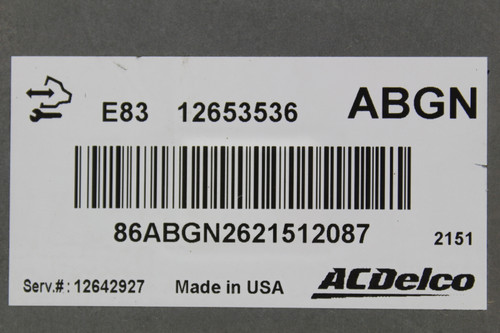 E83 12653536 ABGN
86ABGN2621512087 2151
Serv.#: 12642927 Made in USA ACDelco